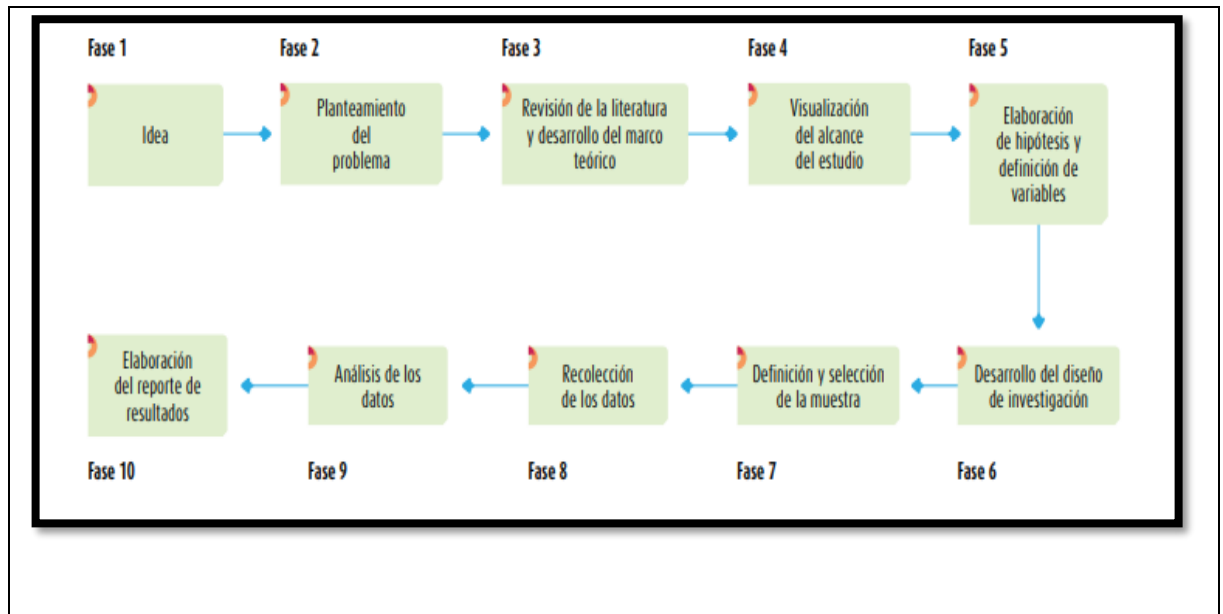 Fase 1
Idea
Fase 2
Planteamiento
del
problema
Fase 3
Revisión de la literatura
y desarrollo del marco
teórico
Fase 4
Visualización
del alcance
del estudio
Fase 5
Elaboración
de hipótesis y
definición de
variables
Desarrollo del diseño
de investigación
Fase 6
Definición y selección
de la muestra
Fase 7
Recolección
de los datos
Fase 8
Análisis de los
datos
Fase 9
Elaboración
del reporte de
resultados
Fase 10